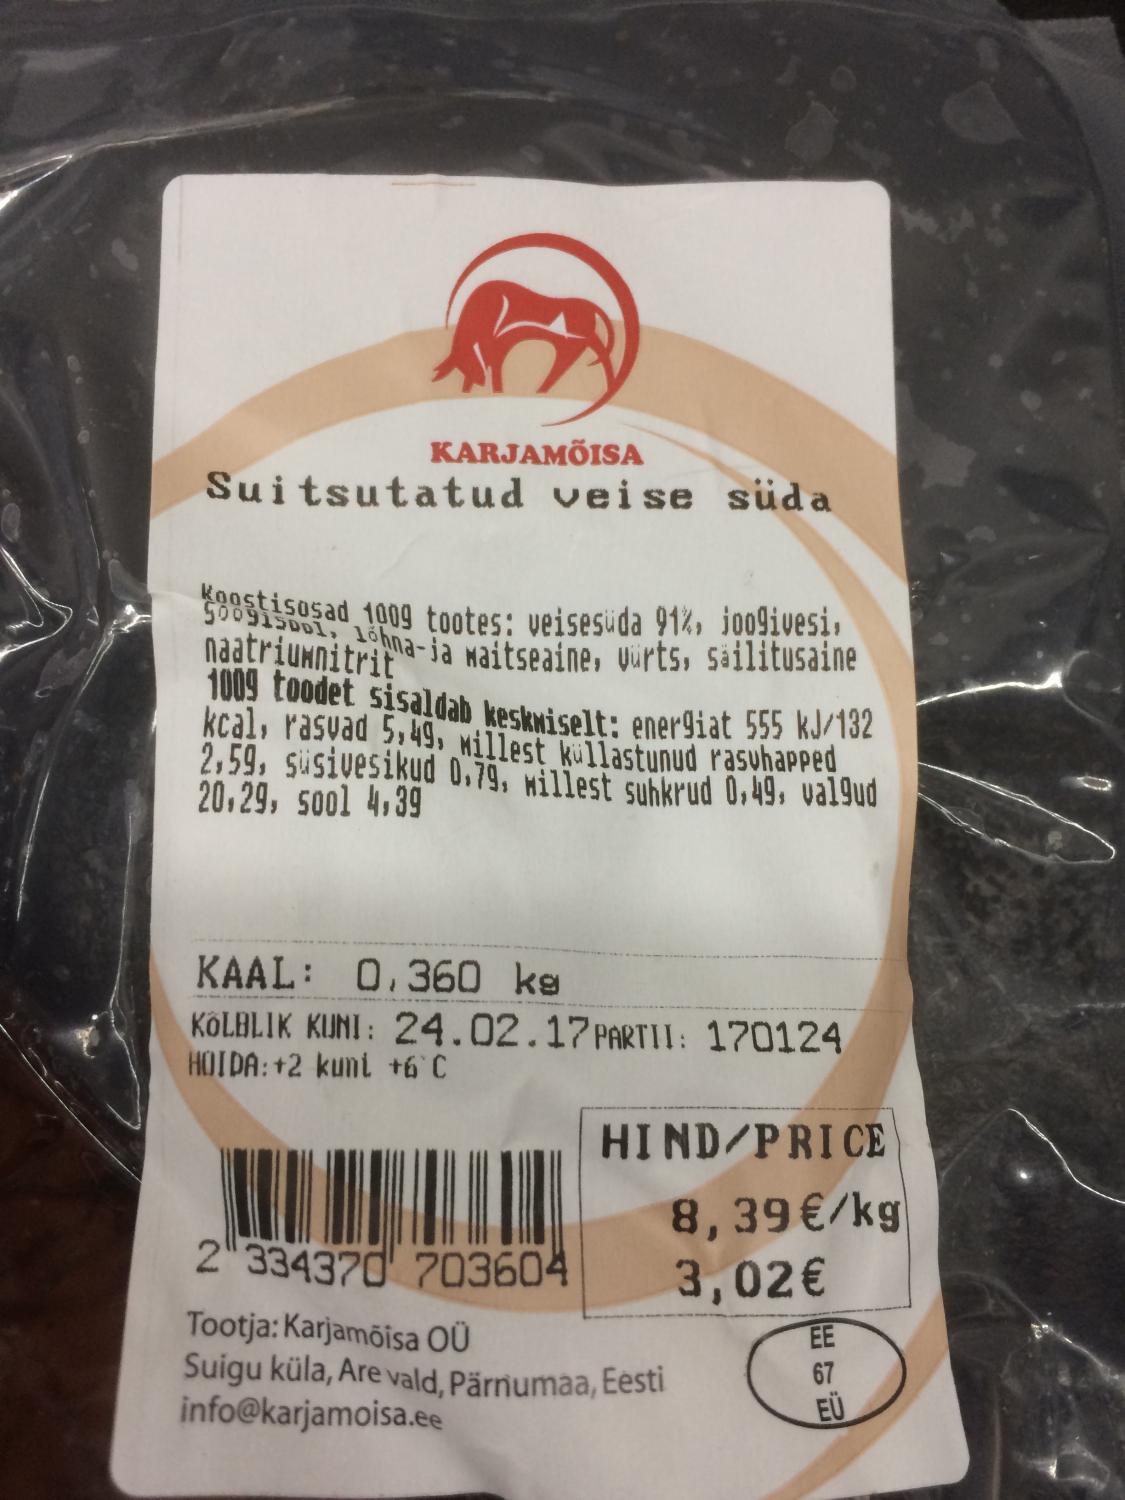 KARJAMÕISA
Suitsutatud veise süda
Koostisosad 100g tootes: veisesüda 91%, joogivesi,
soogisool, lõhna-ja maitseaine, vürts, säilitusaine
naatriumnitrit
100g toodet sisaldab keskmiselt: energiat 555 kJ/132
kcal, rasvad 5,4g, millest küllastunud rasvhapped
2,5g, süsivesikud 0,7g, millest suhkrud 0,4g, valgud
20,2g, sool 4,3g
KAAL: 0,360 kg
KÕLBLIK KUNI: 24.02.17 PARTII: 170124
HOIDA:+2 kuni +6°C
HIND/PRICE
8,39€/kg
3,02€
2 334370 703604
Tootja: Karjamõisa OÜ
Suigu küla, Are vald, Pärnumaa, Eesti
info@karjamoisa.ee
EE
67
EÜ